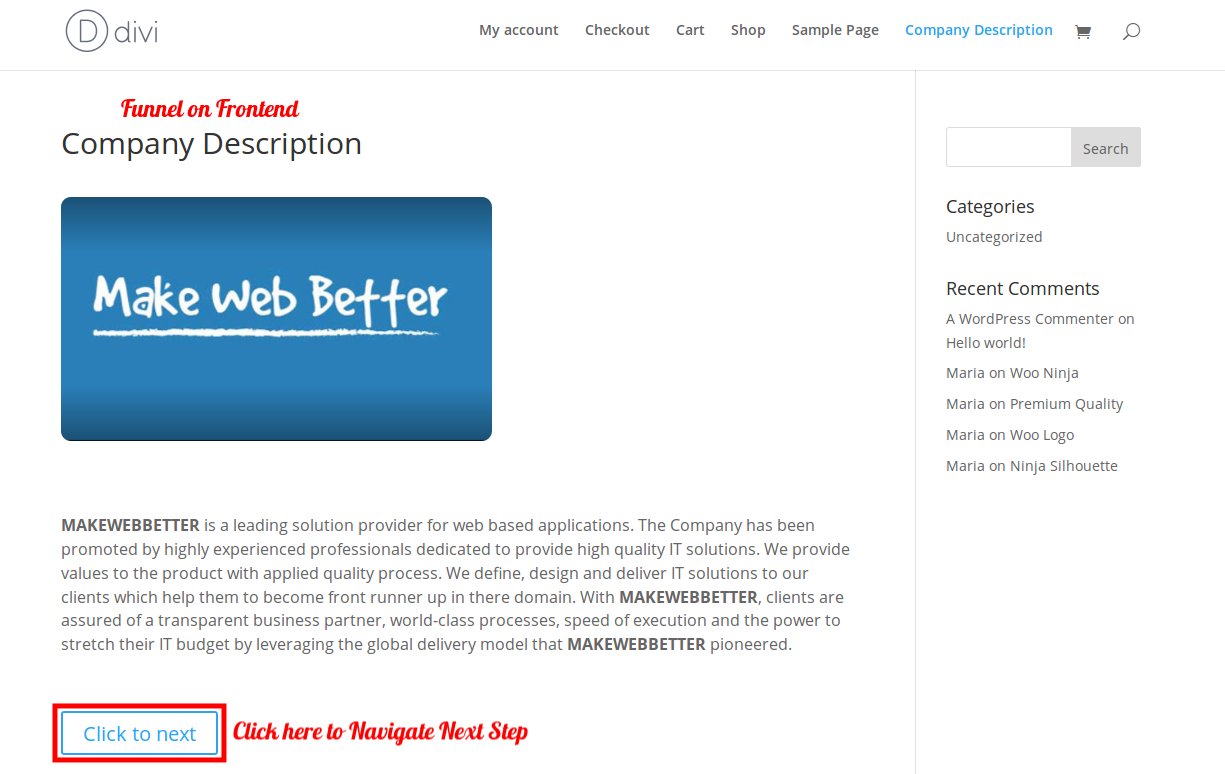 D divi
My account Checkout Cart Shop Sample Page Company Description
Funnel on Frontend
Company Description
Make Web Better
MAKEWEBBETTER is a leading solution provider for web based applications. The Company has been
promoted by highly experienced professionals dedicated to provide high quality IT solutions. We provide
values to the product with applied quality process. We define, design and deliver IT solutions to our
clients which help them to become front runner up in there domain. With MAKEWEBBETTER, clients are
assured of a transparent business partner, world-class processes, speed of execution and the power to
stretch their IT budget by leveraging the global delivery model that MAKEWEBBETTER pioneered.
Click to next
Click here to Navigate Next Step
Search
Categories
Uncategorized
Recent Comments
A WordPress Commenter on
Hello world!
Maria on Woo Ninja
Maria on Premium Quality
Maria on Woo Logo
Maria on Ninja Silhouette